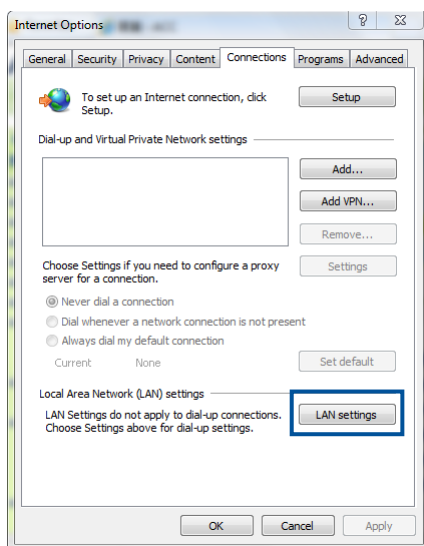 Internet Options
General Security Privacy Content Connections Programs Advanced
To set up an Internet connection, click
Setup.
Setup
Dial-up and Virtual Private Network settings
Add...
Add VPN...
Remove...
Choose Settings if you need to configure a proxy
server for a connection.
Settings
Never dial a connection
Dial whenever a network connection is not present
Always dial my default connection
Current None
Set default
Local Area Network (LAN) settings
LAN Settings do not apply to dial-up connections.
Choose Settings above for dial-up settings.
LAN settings
OK Cancel Apply